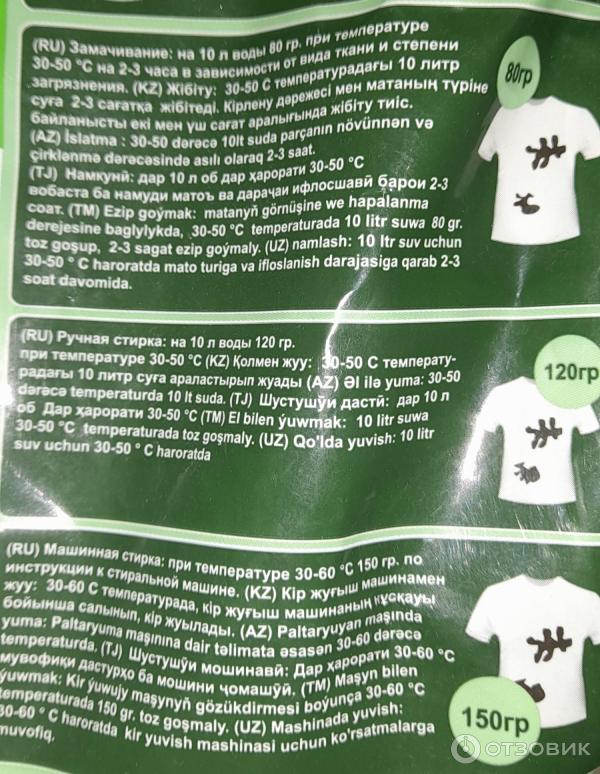 (RU) Замачивание: на 10 л воды 80 гр. при температуре
30-50 °С на 2-3 часа в зависимости от вида ткани и степени
загрязнения. (KZ) Жібіту: 30-50 С температурадағы 10 литр
суға 2-3 сағатқа жібітеді. Кірлену дәрежесі мен матаның түріне
байланысты екі мен үш сағат аралығында жібіту тиіс.
(AZ) İslatma : 30-50 dərəcə 10lt suda parçanın növünnən və
çirklənmə dərəcəsində asılı olaraq 2-3 saat.
(TJ) Намкунӣ: дар 10 л об дар ҳарорати 30-50 °С
вобаста ба намуди матоъ ва дараҷаи ифлосшавӣ барои 2-3
соат. (TM) Ezip goýmak: matanyň görnüşine we hapalanma
derejesine baglylykda, 30-50 °C temperaturada 10 litr suwa 80 gr.
toz goşup, 2-3 sagat ezip goýmaly. (UZ) namlash: 10 ltr suv uchun
30-50 ° C haroratda mato turiga va ifloslanish darajasiga qarab 2-3
soat davomida.
80гр
(RU) Ручная стирка: на 10 л воды 120 гр.
при температуре 30-50 °С (KZ) Қолмен жуу: 30-50 С температу-
радағы 10 литр суға араластырып жуады (AZ) Əl ilə yuma: 30-50
dərəcə temperaturda 10 lt suda. (TJ) Шустушӯи дастӣ: дар 10 л
об Дар ҳарорати 30-50 °С (TM) El bilen ýuwmak: 10 litr suwa
30-50 °C temperaturada toz goşmaly. (UZ) Qo'lda yuvish: 10 litr
suv uchun 30-50 ° C haroratda
120гр
(RU) Машинная стирка: при температуре 30-60 °С 150 гр. по
инструкции к стиральной машине. (KZ) Кір жуғыш машинамен
жуу: 30-60 С температурада, кір жуғыш машинаның нұсқауы
бойынша салынып, кір жуылады. (AZ) Paltaryuyan maşında
yuma: Paltaryuma maşınına dair təlimata əsasən 30-60 dərəcə
temperaturda. (TJ) Шустушӯи мошинавӣ: Дар ҳарорати 30-60 °С
мувофиқи дастурҳо ба мошини ҷомашӯӣ. (TM) Maşyn bilen
ýuwmak: Kir ýuwujy maşynyň gözükdirmesi boýunça 30-60 °C
temperaturada 150 gr. toz goşmaly. (UZ) Mashinada yuvish:
30-60 ° C haroratda kir yuvish mashinasi uchun ko'rsatmalarga
muvofiq.
150гр
ОТЗОВИК